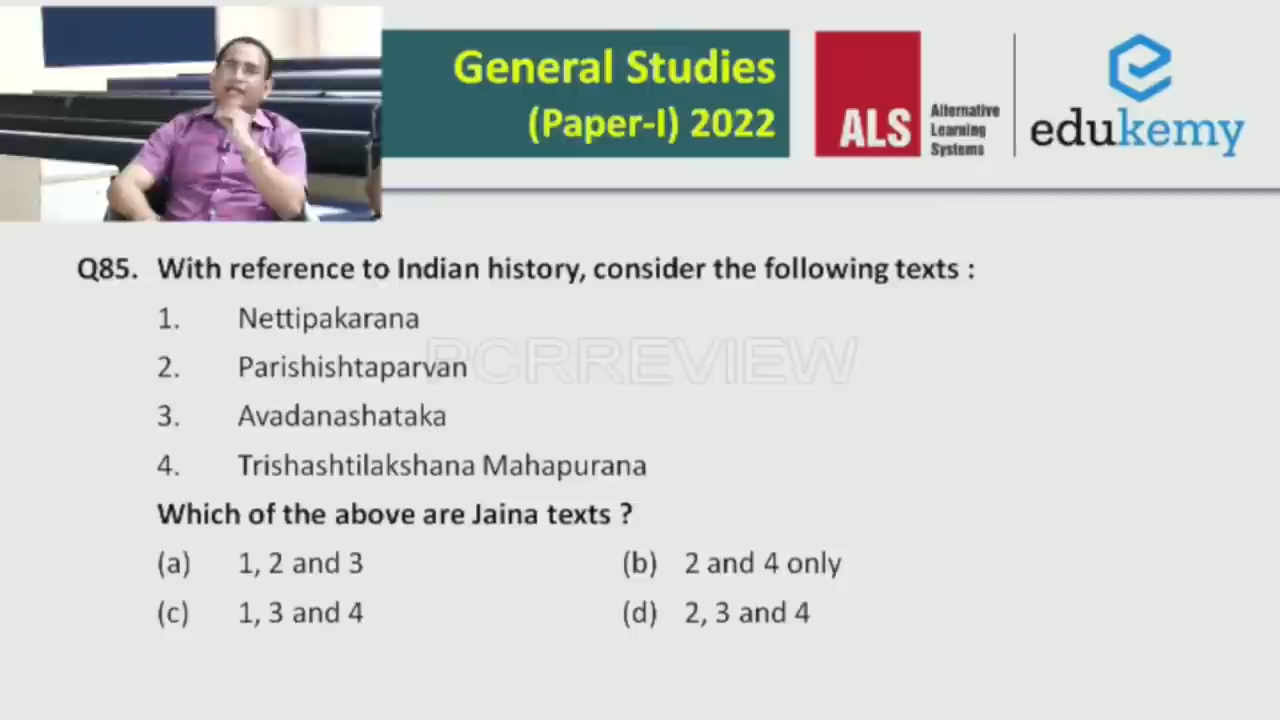 General Studies
(Paper-I) 2022
ALS
Alternative
Learning
Systems
edukemy
Q85. With reference to Indian history, consider the following texts :
1. Nettipakarana
2. Parishishtaparvan
PCRREVIEW
3. Avadanashataka
4. Trishashtilakshana Mahapurana
Which of the above are Jaina texts ?
(a) 1, 2 and 3 (b) 2 and 4 only
(c) 1, 3 and 4 (d) 2, 3 and 4